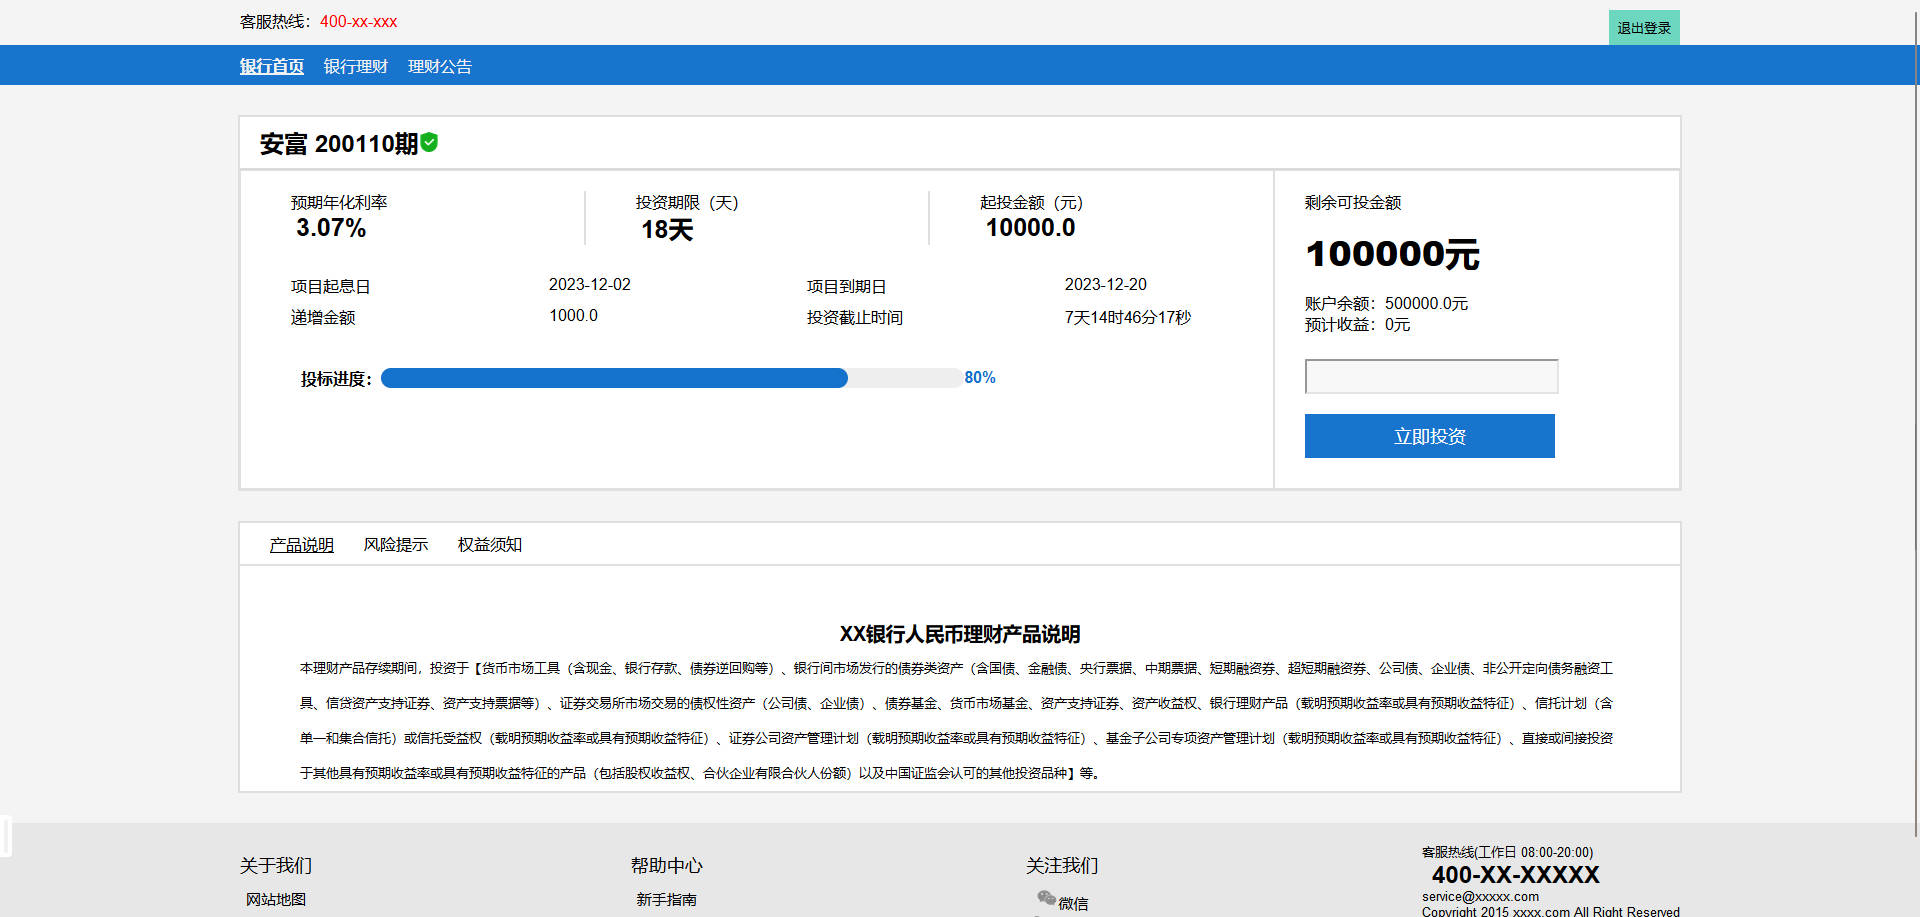 客服热线：400-xx-xxx
退出登录
银行首页 银行理财 理财公告
安富 200110期
预期年化利率 投资期限（天） 起投金额（元）
3.07% 18天 10000.0
项目起息日 2023-12-02 项目到期日 2023-12-20
递增金额 1000.0 投资截止时间 7天14时46分17秒
投标进度： 80%
剩余可投金额
100000元
账户余额：500000.0元
预计收益：0元
立即投资
产品说明 风险提示 权益须知
XX银行人民币理财产品说明
本理财产品存续期间，投资于【货币市场工具（含现金、银行存款、债券逆回购等）、银行间市场发行的债券类资产（含国债、金融债、央行票据、中期票据、短期融资券、超短期融资券、公司债、企业债、非公开定向债务融资工
具、信贷资产支持证券、资产支持票据等）、证券交易所市场交易的债权性资产（公司债、企业债）、债券基金、货币市场基金、资产支持证券、资产收益权、银行理财产品（载明预期收益率或具有预期收益特征）、信托计划（含
单一和集合信托）或信托受益权（载明预期收益率或具有预期收益特征）、证券公司资产管理计划（载明预期收益率或具有预期收益特征）、基金子公司专项资产管理计划（载明预期收益率或具有预期收益特征）、直接或间接投资
于其他具有预期收益率或具有预期收益特征的产品（包括股权收益权、合伙企业有限合伙人份额）以及中国证监会认可的其他投资品种】等。
关于我们 帮助中心 关注我们
网站地图 新手指南 微信
客服热线(工作日 08:00-20:00)
400-XX-XXXXX
service@xxxxx.com
Copyright 2015 xxxx.com All Right Reserved